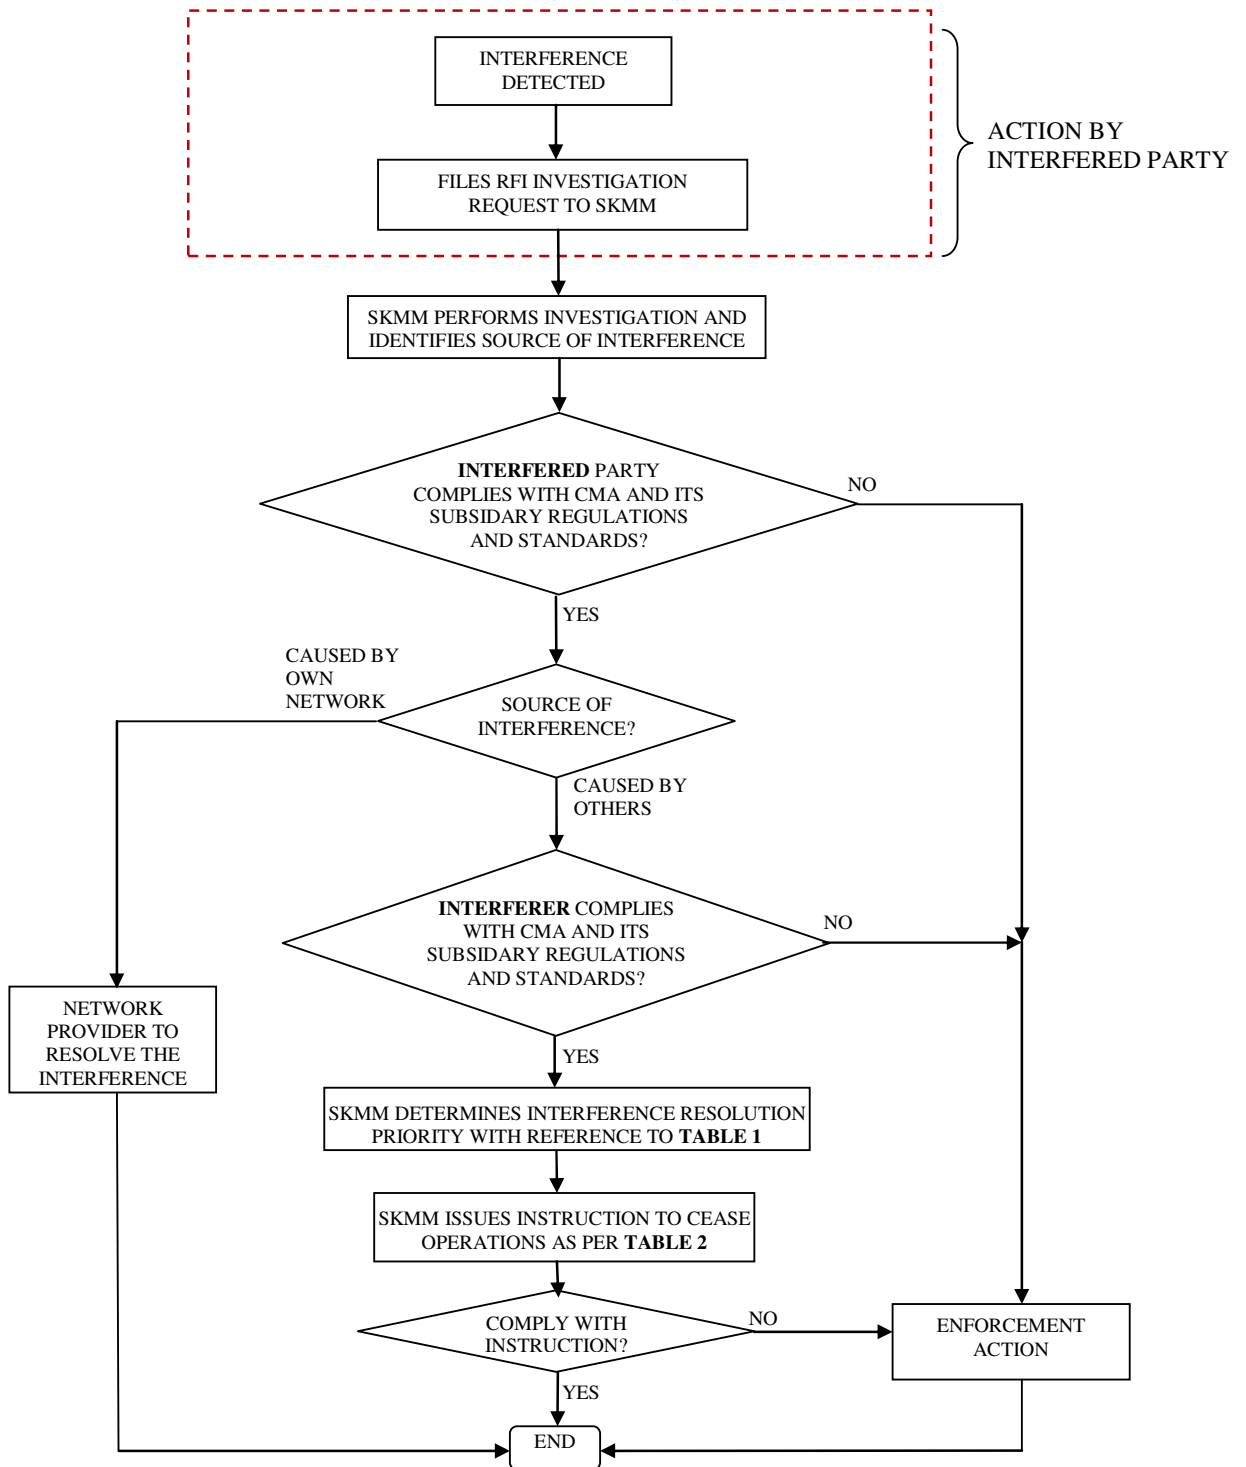 INTERFERENCE
DETECTED
ACTION BY
INTERFERED PARTY
FILES RFI INVESTIGATION
REQUEST TO SKMM
SKMM PERFORMS INVESTIGATION AND
IDENTIFIES SOURCE OF INTERFERENCE
INTERFERED PARTY
COMPLIES WITH CMA AND ITS
SUBSIDARY REGULATIONS
AND STANDARDS?
NO
YES
CAUSED BY
OWN
NETWORK
SOURCE OF
INTERFERENCE?
CAUSED BY
OTHERS
INTERFERER COMPLIES
WITH CMA AND ITS
SUBSIDARY REGULATIONS
AND STANDARDS?
NO
NETWORK
PROVIDER TO
RESOLVE THE
INTERFERENCE
YES
SKMM DETERMINES INTERFERENCE RESOLUTION
PRIORITY WITH REFERENCE TO TABLE 1
SKMM ISSUES INSTRUCTION TO CEASE
OPERATIONS AS PER TABLE 2
COMPLY WITH
INSTRUCTION?
NO
ENFORCEMENT
ACTION
YES
END